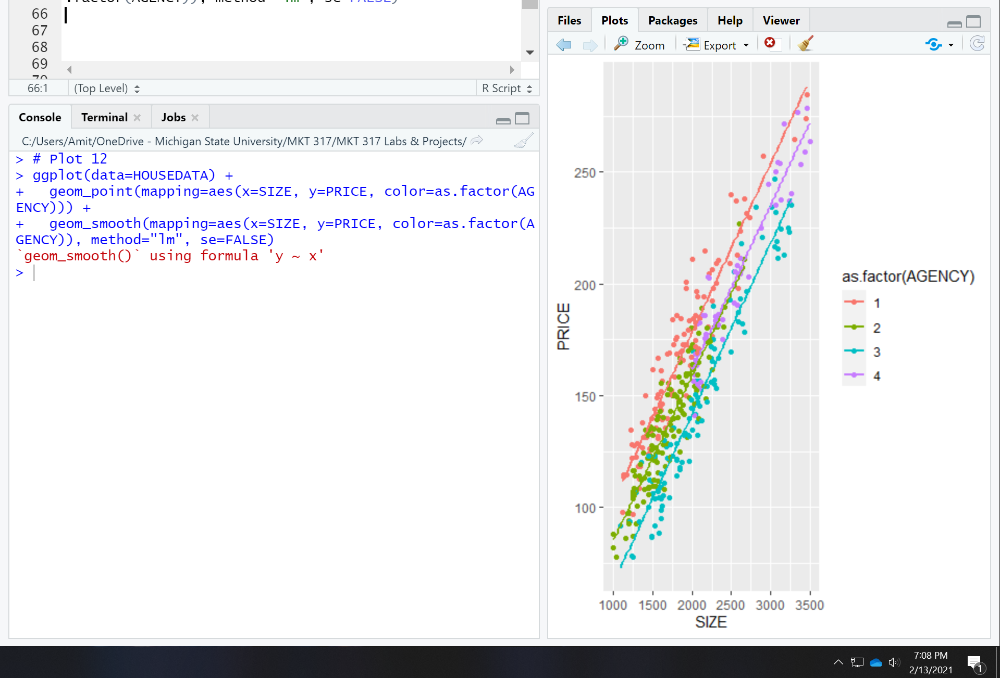 66
67
68
69
66:1
(Top Level)
R Script
Console
Terminal
Jobs
C:/Users/Amit/OneDrive - Michigan State University/MKT 317/MKT 317 Labs & Projects/
> # Plot 12
> ggplot(data=HOUSEDATA) +
+   geom_point(mapping=aes(x=SIZE, y=PRICE, color=as.factor(AG
ENCY))) +
+   geom_smooth(mapping=aes(x=SIZE, y=PRICE, color=as.factor(A
GENCY)), method="lm", se=FALSE)
`geom_smooth()` using formula 'y ~ x'
>
Files
Plots
Packages
Help
Viewer
Zoom
Export
250
200
150
100
PRICE
1000 1500 2000 2500 3000 3500
SIZE
as.factor(AGENCY)
1
2
3
4
7:08 PM
2/13/2021
1